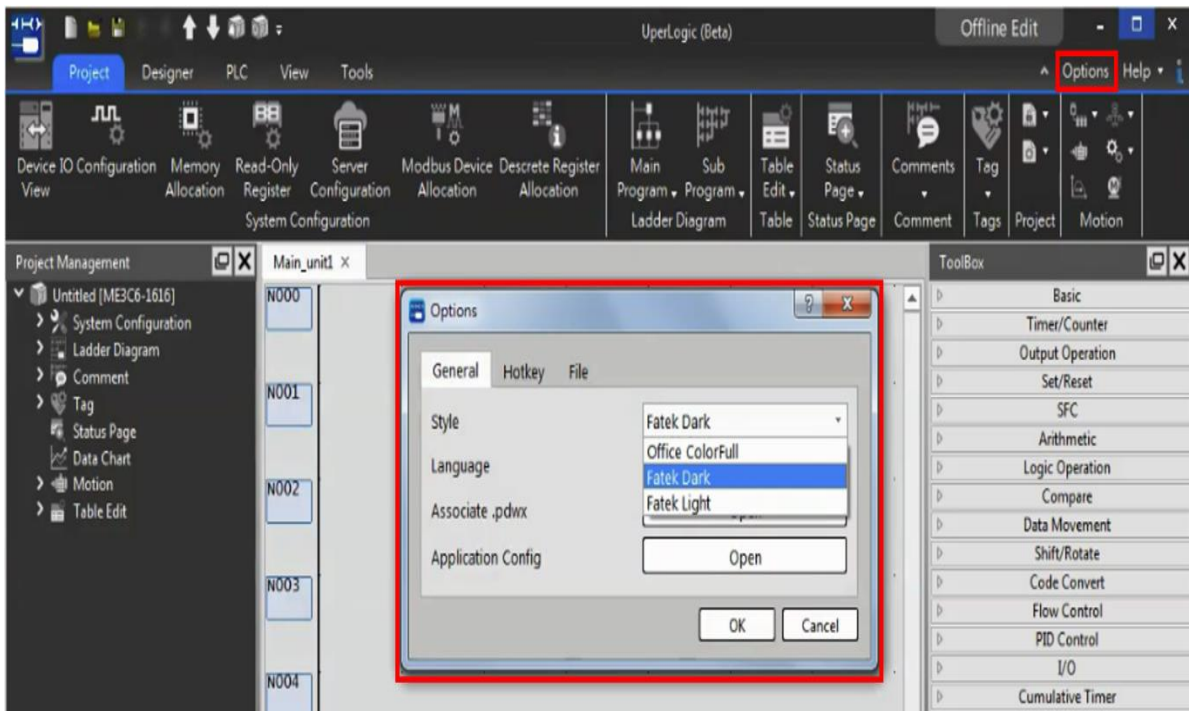 UperLogic (Beta)
Offline Edit
Project Designer PLC View Tools
Options Help
Device View
IO Configuration
Memory Allocation
Read-Only Register
Server Configuration
Modbus Device Allocation
Descrete Register Allocation
System Configuration
Main Program
Sub Program
Ladder Diagram
Table Edit
Table
Status Page
Status Page
Comments
Comment
Tag
Tags
Project
Motion
Project Management
Untitled [ME3C6-1616]
System Configuration
Ladder Diagram
Comment
Tag
Status Page
Data Chart
Motion
Table Edit
Main_unit1
N000
N001
N002
N003
N004
Options
General Hotkey File
Style
Fatek Dark
Office ColorFull
Fatek Dark
Fatek Light
Language
Associate .pdwx
Application Config
Open
OK Cancel
ToolBox
Basic
Timer/Counter
Output Operation
Set/Reset
SFC
Arithmetic
Logic Operation
Compare
Data Movement
Shift/Rotate
Code Convert
Flow Control
PID Control
I/O
Cumulative Timer